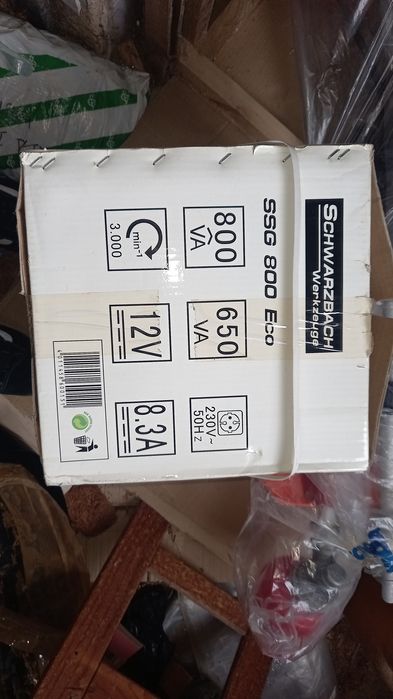 SCHWARZBACH
Werkzeuge
SSG 800 Eco
800
VA
650
VA
230V~
50Hz
min⁻¹
3.000
12V
8.3A